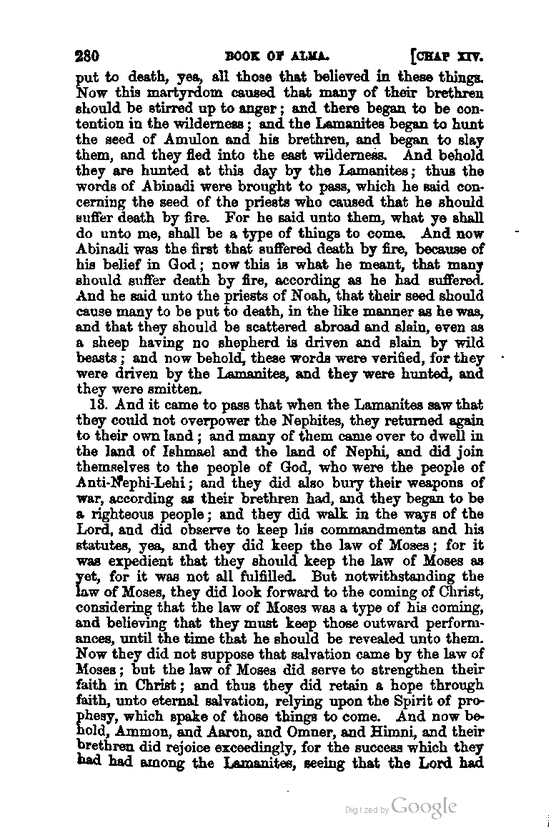 280 BOOK OF ALMA. [CHAP XIV.
put to death, yea, all those that believed in these things.
Now this martyrdom caused that many of their brethren
should be stirred up to anger; and there began to be con-
tention in the wilderness; and the Lamanites began to hunt
the seed of Amulon and his brethren, and began to slay
them, and they fled into the east wilderness. And behold
they are hunted at this day by the Lamanites; thus the
words of Abinadi were brought to pass, which he said con-
cerning the seed of the priests who caused that he should
suffer death by fire. For he said unto them, what ye shall
do unto me, shall be a type of things to come. And now
Abinadi was the first that suffered death by fire, because of
his belief in God; now this is what he meant, that many
should suffer death by fire, according as he had suffered.
And he said unto the priests of Noah, that their seed should
cause many to be put to death, in the like manner as he was,
and that they should be scattered abroad and slain, even as
a sheep having no shepherd is driven and slain by wild
beasts; and now behold, these words were verified, for they
were driven by the Lamanites, and they were hunted, and
they were smitten.
13. And it came to pass that when the Lamanites saw that
they could not overpower the Nephites, they returned again
to their own land; and many of them came over to dwell in
the land of Ishmael and the land of Nephi, and did join
themselves to the people of God, who were the people of
Anti-Nephi-Lehi; and they did also bury their weapons of
war, according as their brethren had, and they began to be
a righteous people; and they did walk in the ways of the
Lord, and did observe to keep his commandments and his
statutes, yea, and they did keep the law of Moses; for it
was expedient that they should keep the law of Moses as
yet, for it was not all fulfilled. But notwithstanding the
law of Moses, they did look forward to the coming of Christ,
considering that the law of Moses was a type of his coming,
and believing that they must keep those outward perform-
ances, until the time that he should be revealed unto them.
Now they did not suppose that salvation came by the law of
Moses; but the law of Moses did serve to strengthen their
faith in Christ; and thus they did retain a hope through
faith, unto eternal salvation, relying upon the Spirit of pro-
phesy, which spake of those things to come. And now be-
hold, Ammon, and Aaron, and Omner, and Himni, and their
brethren did rejoice exceedingly, for the success which they
had had among the Lamanites, seeing that the Lord had
Digitized by Google